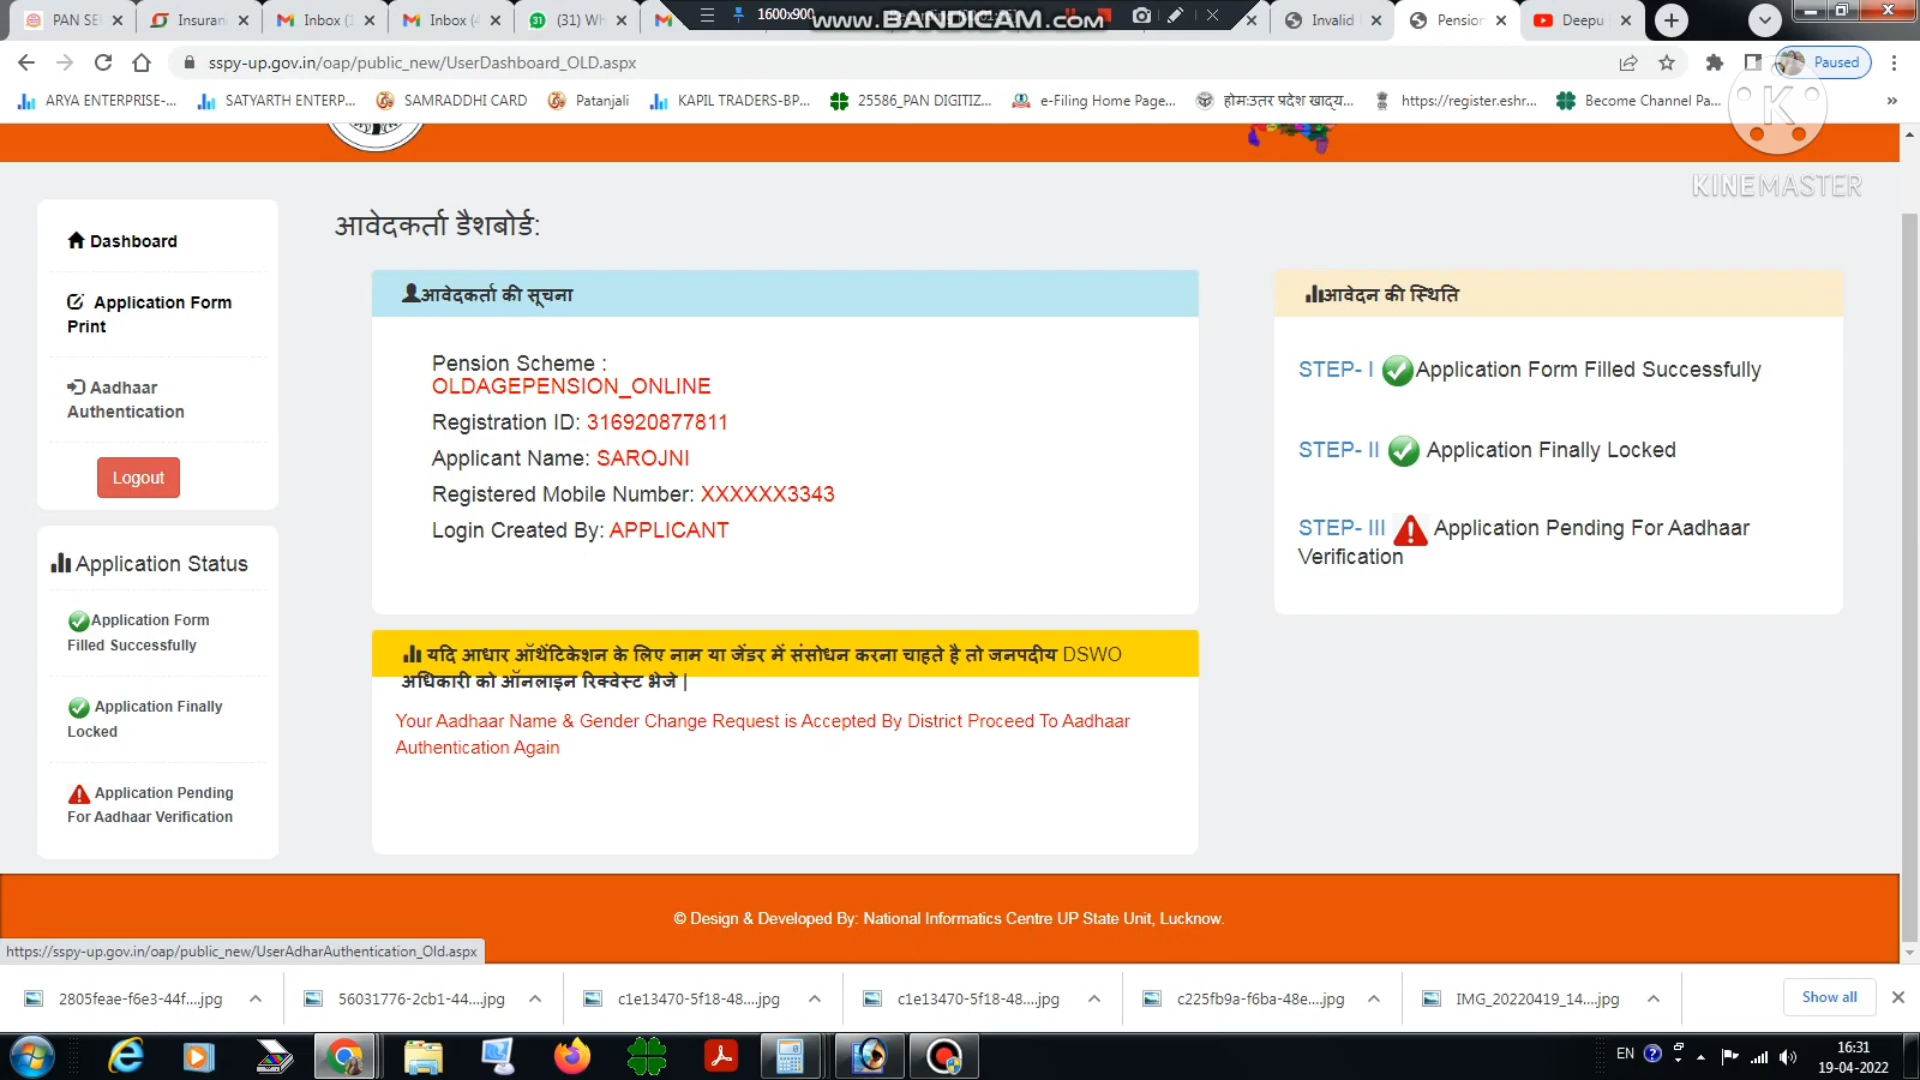 PAN SE
Insuran
Inbox (1
Inbox (4
(31) Wh
1600x900
www.BANDICAM.com
Invalid
Pension
Deepu
sspy-up.gov.in/oap/public_new/UserDashboard_OLD.aspx
Paused
ARYA ENTERPRISE-...
SATYARTH ENTERP...
SAMRADDHI CARD
Patanjali
KAPIL TRADERS-BP...
25586_PAN DIGITIZ...
e-Filing Home Page...
होम:उतर प्रदेश खाद्य...
https://register.eshr...
Become Channel Pa...
K
KINEMASTER
Dashboard
Application Form
Print
Aadhaar
Authentication
Logout
Application Status
Application Form
Filled Successfully
Application Finally
Locked
Application Pending
For Aadhaar Verification
आवेदकर्ता डैशबोर्ड:
आवेदकर्ता की सूचना
Pension Scheme :
OLDAGEPENSION_ONLINE
Registration ID: 316920877811
Applicant Name: SAROJNI
Registered Mobile Number: XXXXXX3343
Login Created By: APPLICANT
आवेदन की स्थिति
STEP- I Application Form Filled Successfully
STEP- II Application Finally Locked
STEP- III Application Pending For Aadhaar
Verification
यदि आधार ऑथेंटिकेशन के लिए नाम या जेंडर में संसोधन करना चाहते है तो जनपदीय DSWO
अधिकारी को ऑनलाइन रिक्वेस्ट भेजे |
Your Aadhaar Name & Gender Change Request is Accepted By District Proceed To Aadhaar
Authentication Again
© Design & Developed By: National Informatics Centre UP State Unit, Lucknow.
https://sspy-up.gov.in/oap/public_new/UserAdharAuthentication_Old.aspx
2805feae-f6e3-44f....jpg
56031776-2cb1-44....jpg
c1e13470-5f18-48....jpg
c1e13470-5f18-48....jpg
c225fb9a-f6ba-48e....jpg
IMG_20220419_14....jpg
Show all
EN
16:31
19-04-2022